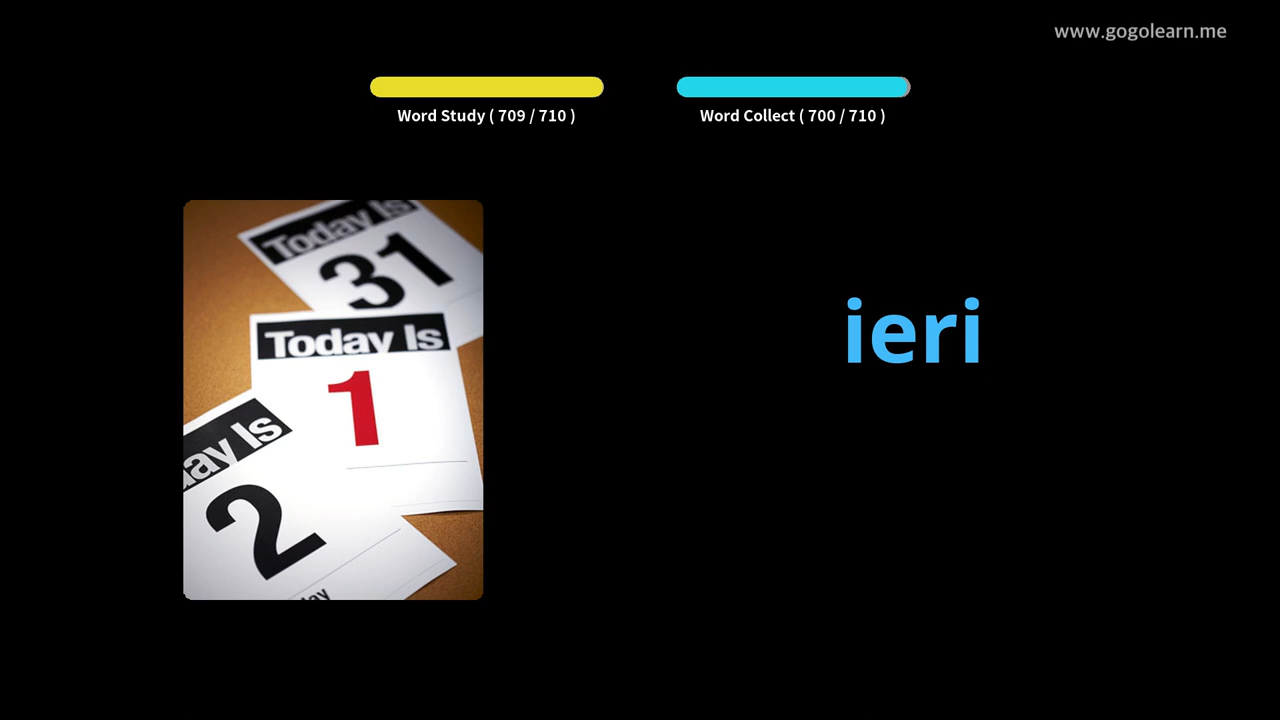 www.gogolearn.me
Word Study ( 709 / 710 )
Word Collect ( 700 / 710 )
Today Is
31
Today Is
1
ay Is
2
ieri